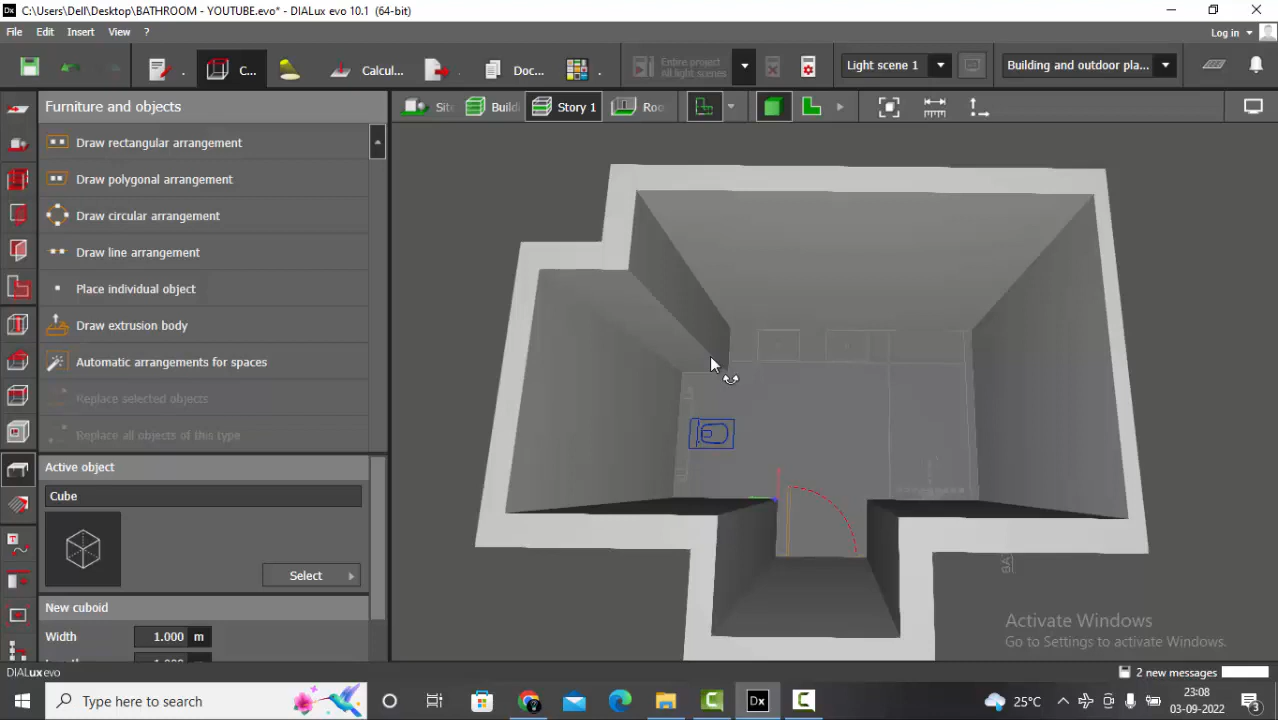 C:\Users\Dell\Desktop\BATHROOM - YOUTUBE.evo* - DIALux evo 10.1 (64-bit)
File Edit Insert View ? Log in
C... Calcul... Doc... Entire project Light scene 1 Building and outdoor pla...
All light scenes
Furniture and objects Sit Buildi Story 1 Roo
Draw rectangular arrangement
Draw polygonal arrangement
Draw circular arrangement
Draw line arrangement
Place individual object
Draw extrusion body
Automatic arrangements for spaces
Replace selected objects
Replace all objects of this type
Active object
Cube
Select
New cuboid
Width 1.000 m
Activate Windows
Go to Settings to activate Windows.
DIALux evo 2 new messages
Type here to search 25°C 23:08
03-09-2022 3